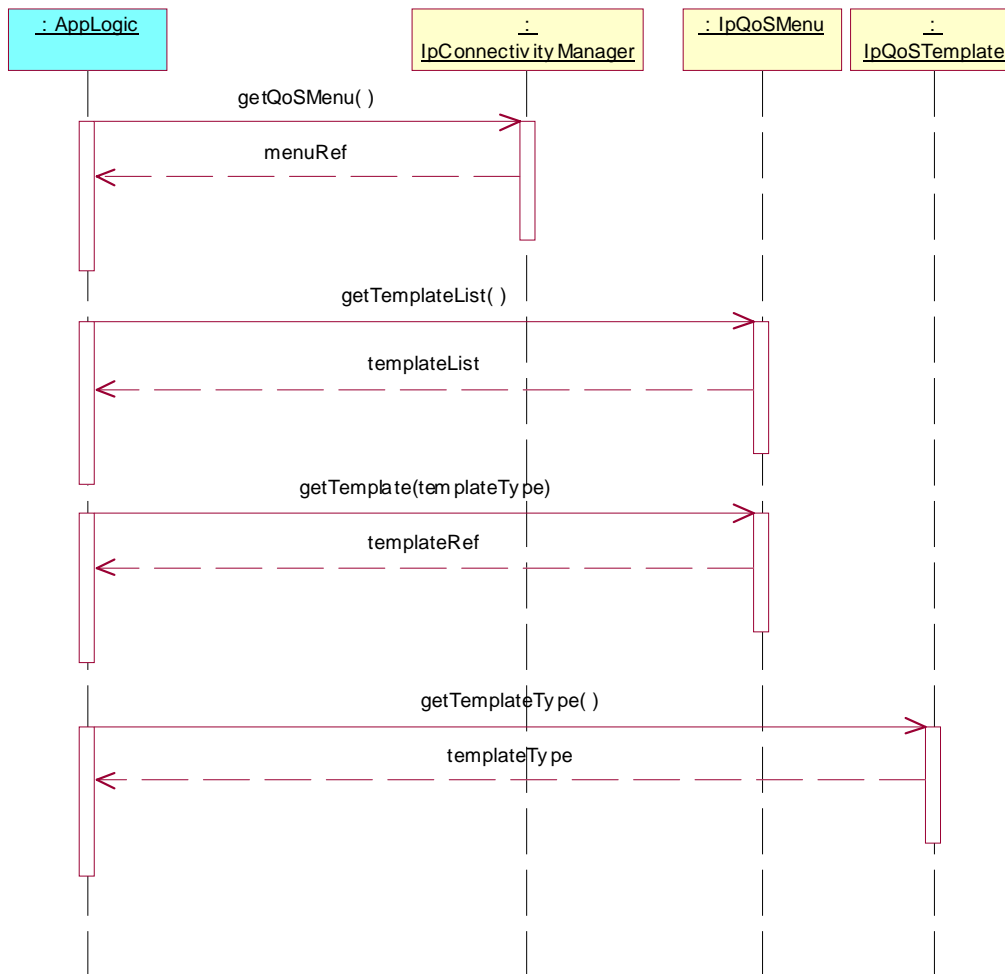 : AppLogic
:
IpConnectivityManager
: IpQoSMenu
:
IpQoSTemplate
getQoSMenu( )
menuRef
getTemplateList( )
templateList
getTemplate(templateType)
templateRef
getTemplateType( )
templateType